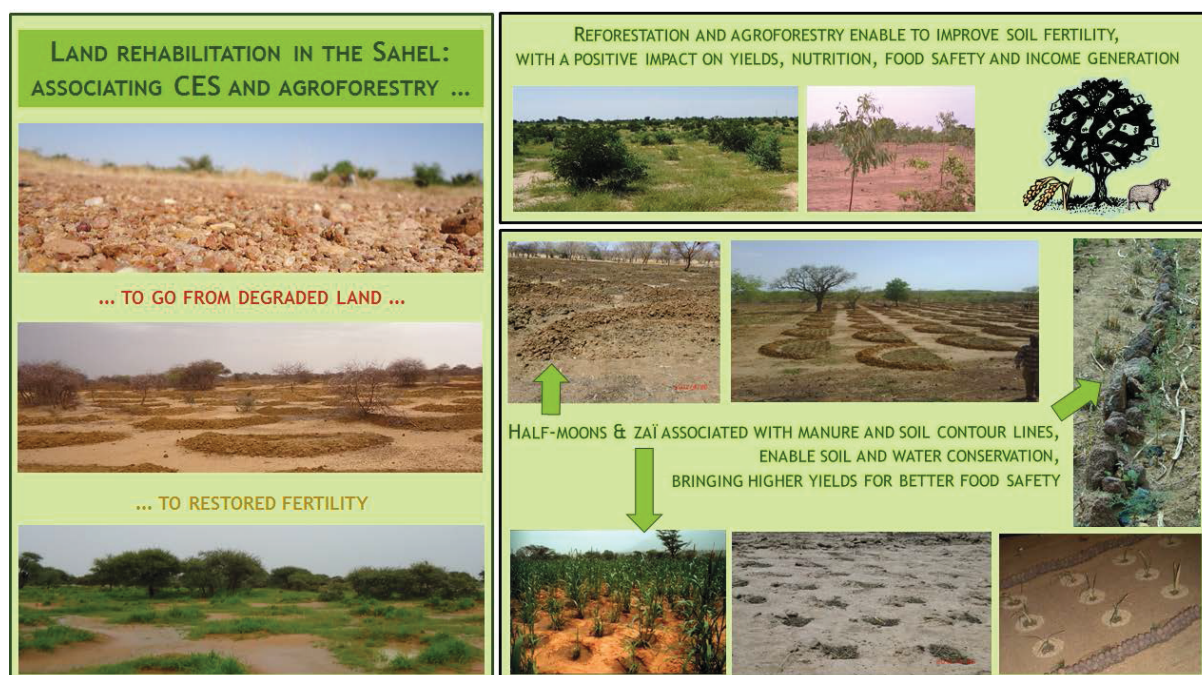 LAND REHABILITATION IN THE SAHEL:
ASSOCIATING CES AND AGROFORESTRY ...
... TO GO FROM DEGRADED LAND ...
... TO RESTORED FERTILITY
REFORESTATION AND AGROFORESTRY ENABLE TO IMPROVE SOIL FERTILITY,
WITH A POSITIVE IMPACT ON YIELDS, NUTRITION, FOOD SAFETY AND INCOME GENERATION
HALF-MOONS & ZAÏ ASSOCIATED WITH MANURE AND SOIL CONTOUR LINES,
ENABLE SOIL AND WATER CONSERVATION,
BRINGING HIGHER YIELDS FOR BETTER FOOD SAFETY